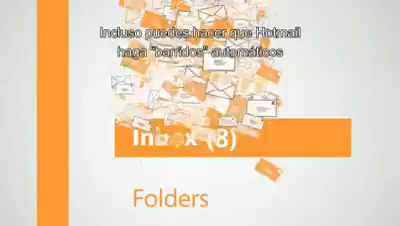 Incluso puedes hacer que Hotmail
haga "barridos" automáticos
Inbox (8)
Folders